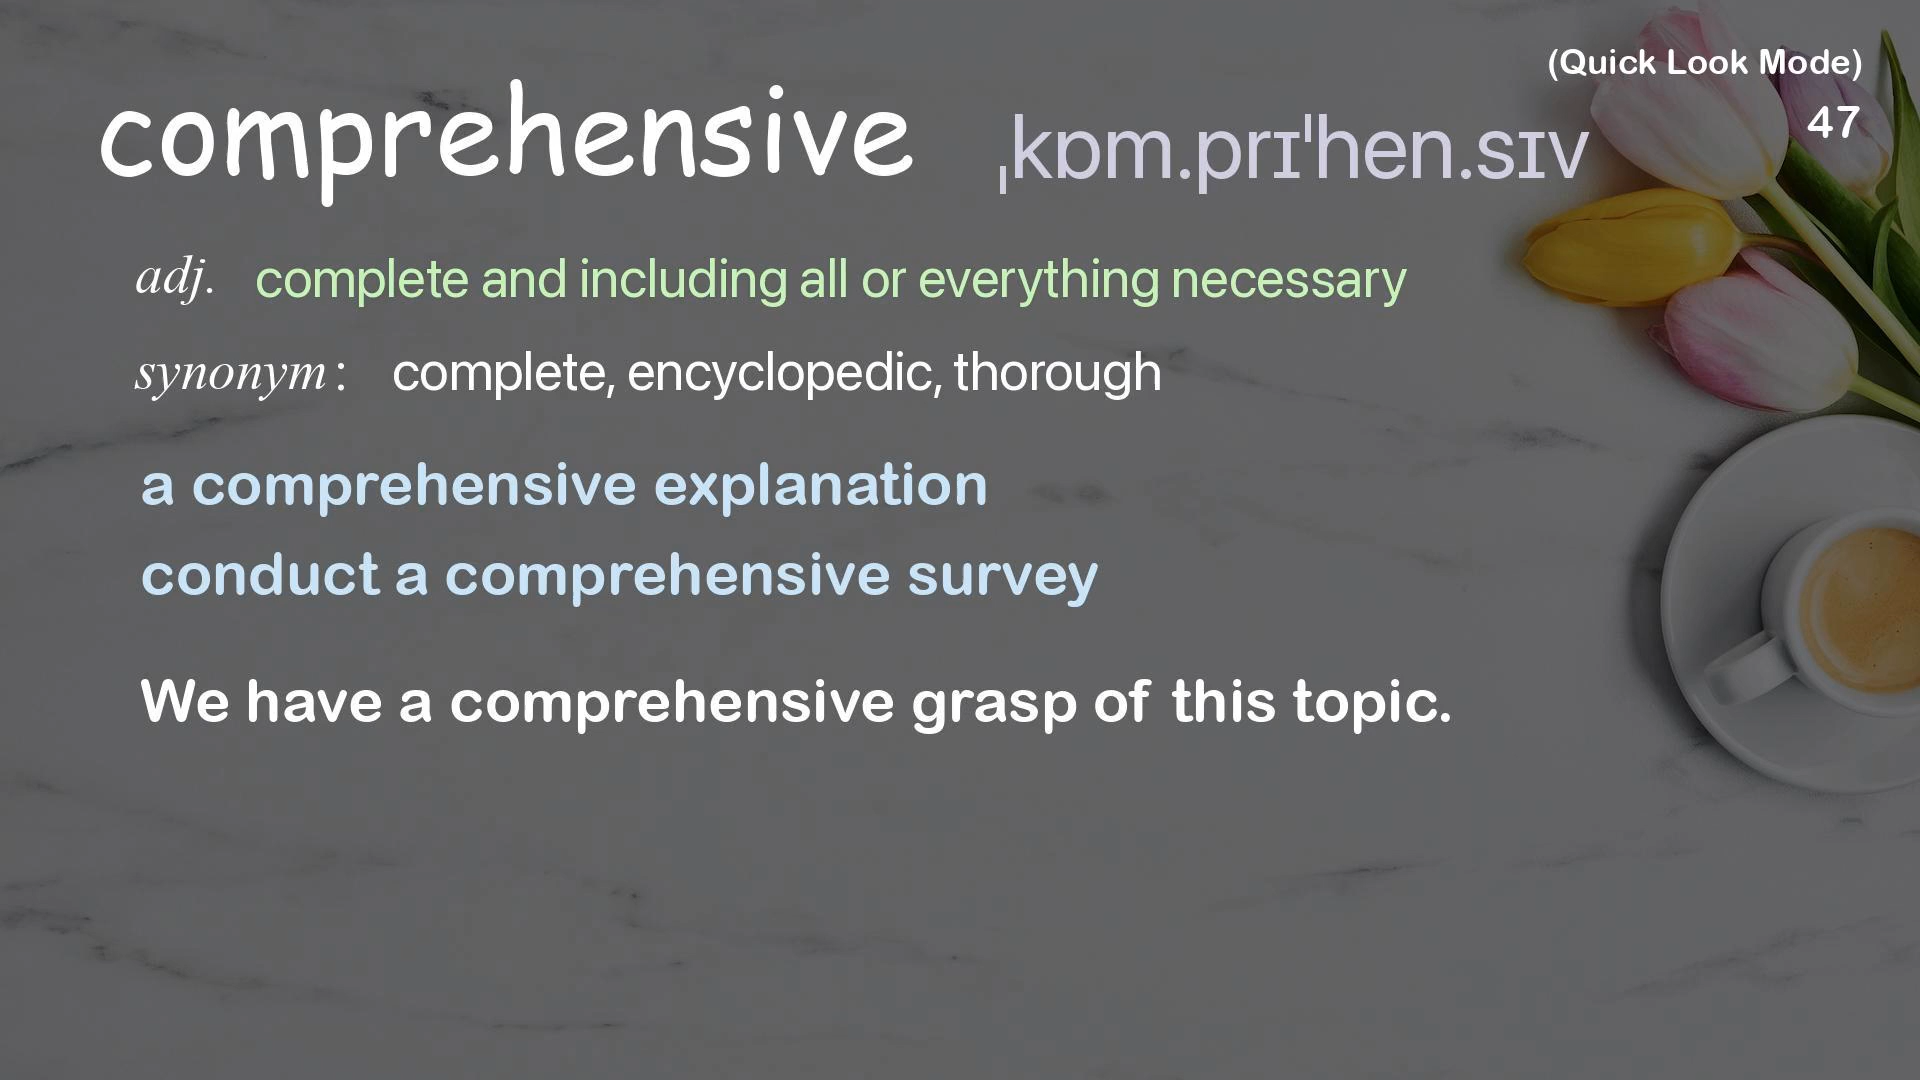 (Quick Look Mode)
47
comprehensive ˌkɒm.prɪˈhen.sɪv
adj. complete and including all or everything necessary
synonym : complete, encyclopedic, thorough
a comprehensive explanation
conduct a comprehensive survey
We have a comprehensive grasp of this topic.